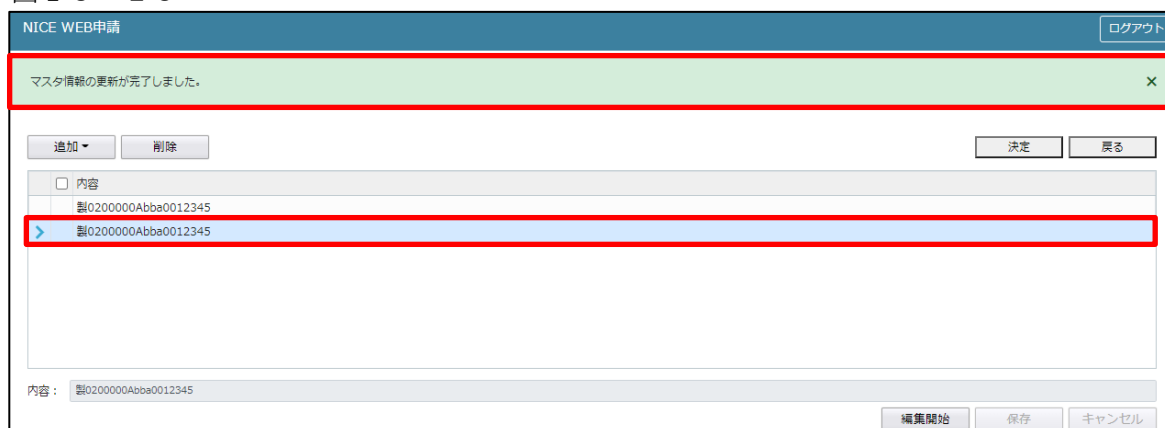 NICE WEB申請 ログアウト
マスタ情報の更新が完了しました。 ×
追加 削除 決定 戻る
内容
製0200000Abba0012345
製0200000Abba0012345
内容： 製0200000Abba0012345
編集開始 保存 キャンセル